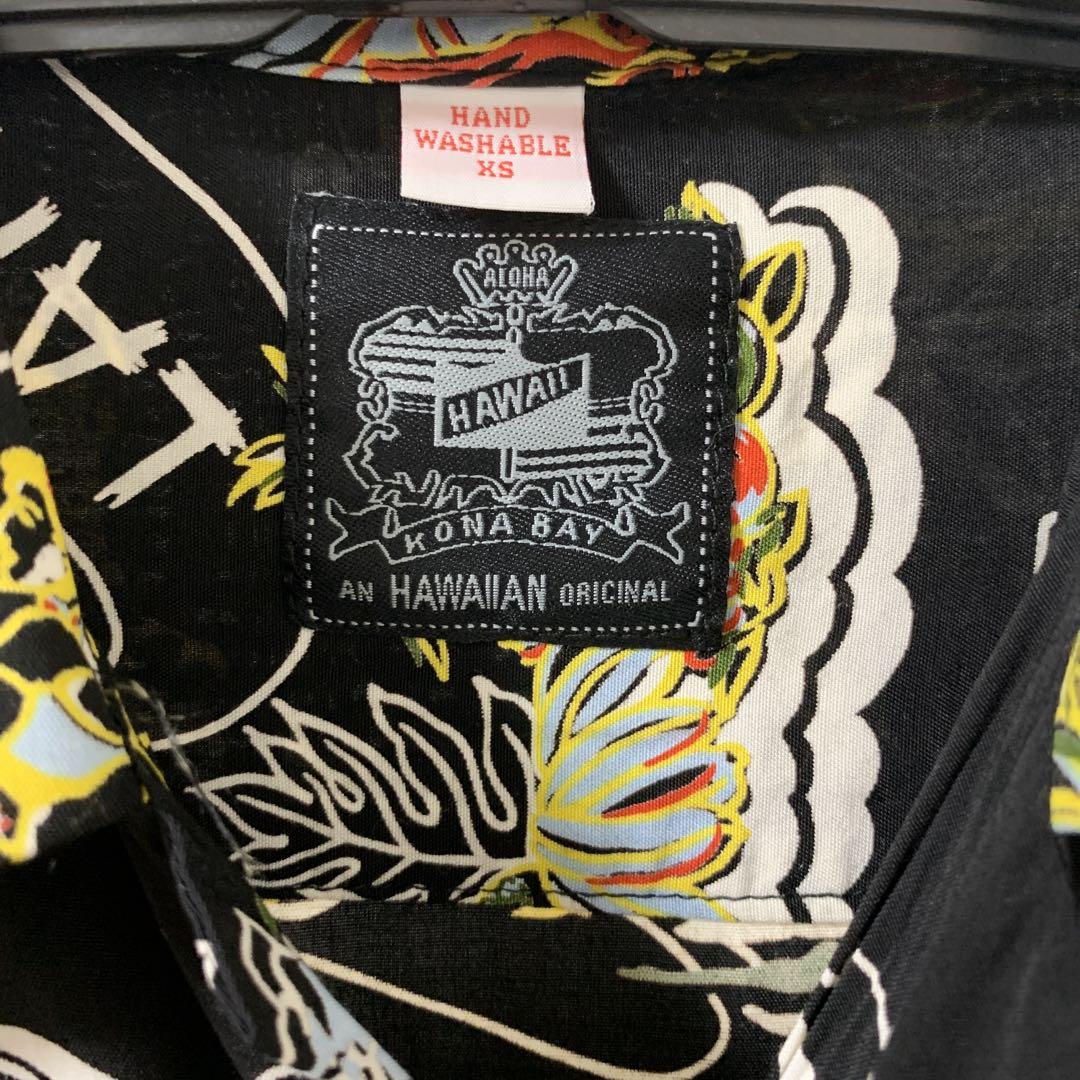 HAND
WASHABLE
XS
ALOHA
HAWAII
KONA BAY
AN HAWAIIAN ORIGINAL